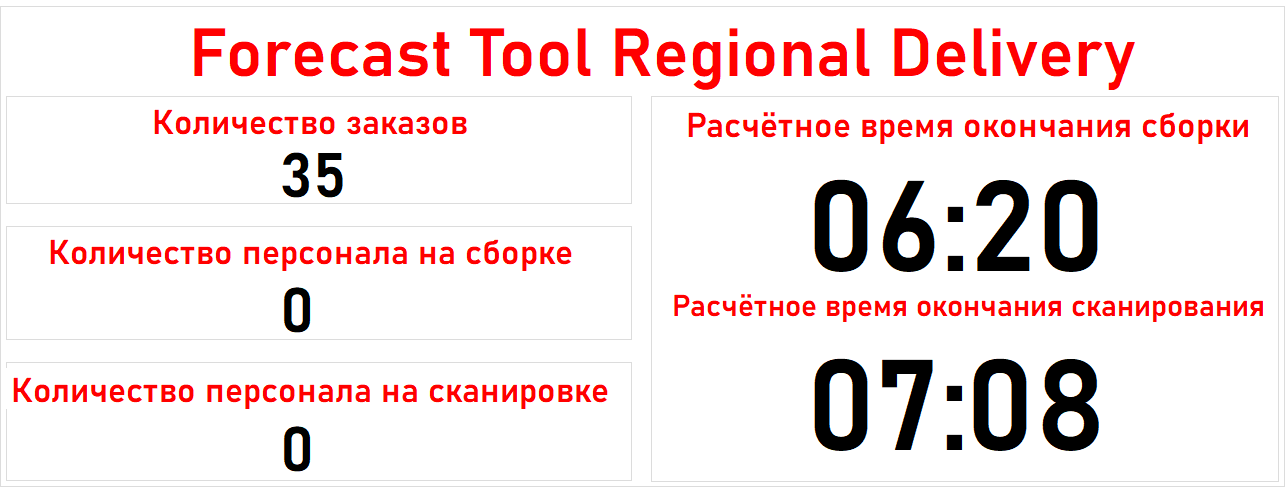 Forecast Tool Regional Delivery
Количество заказов
35
Количество персонала на сборке
0
Количество персонала на сканировке
0
Расчётное время окончания сборки
06:20
Расчётное время окончания сканирования
07:08